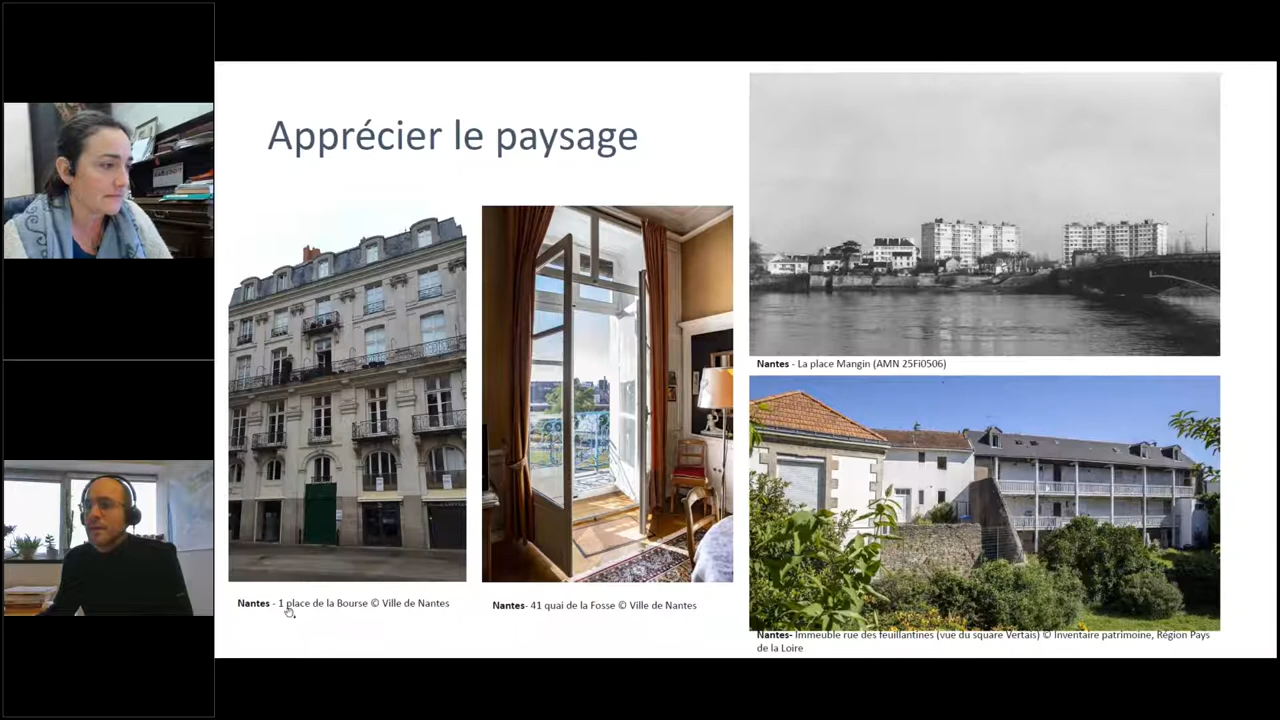 Apprécier le paysage
Nantes - La place Mangin (AMN 25Fi0506)
Nantes - 1 place de la Bourse © Ville de Nantes
Nantes- 41 quai de la Fosse © Ville de Nantes
Nantes- Immeuble rue des feuillantines (vue du square Vertais) © Inventaire patrimoine, Région Pays
de la Loire